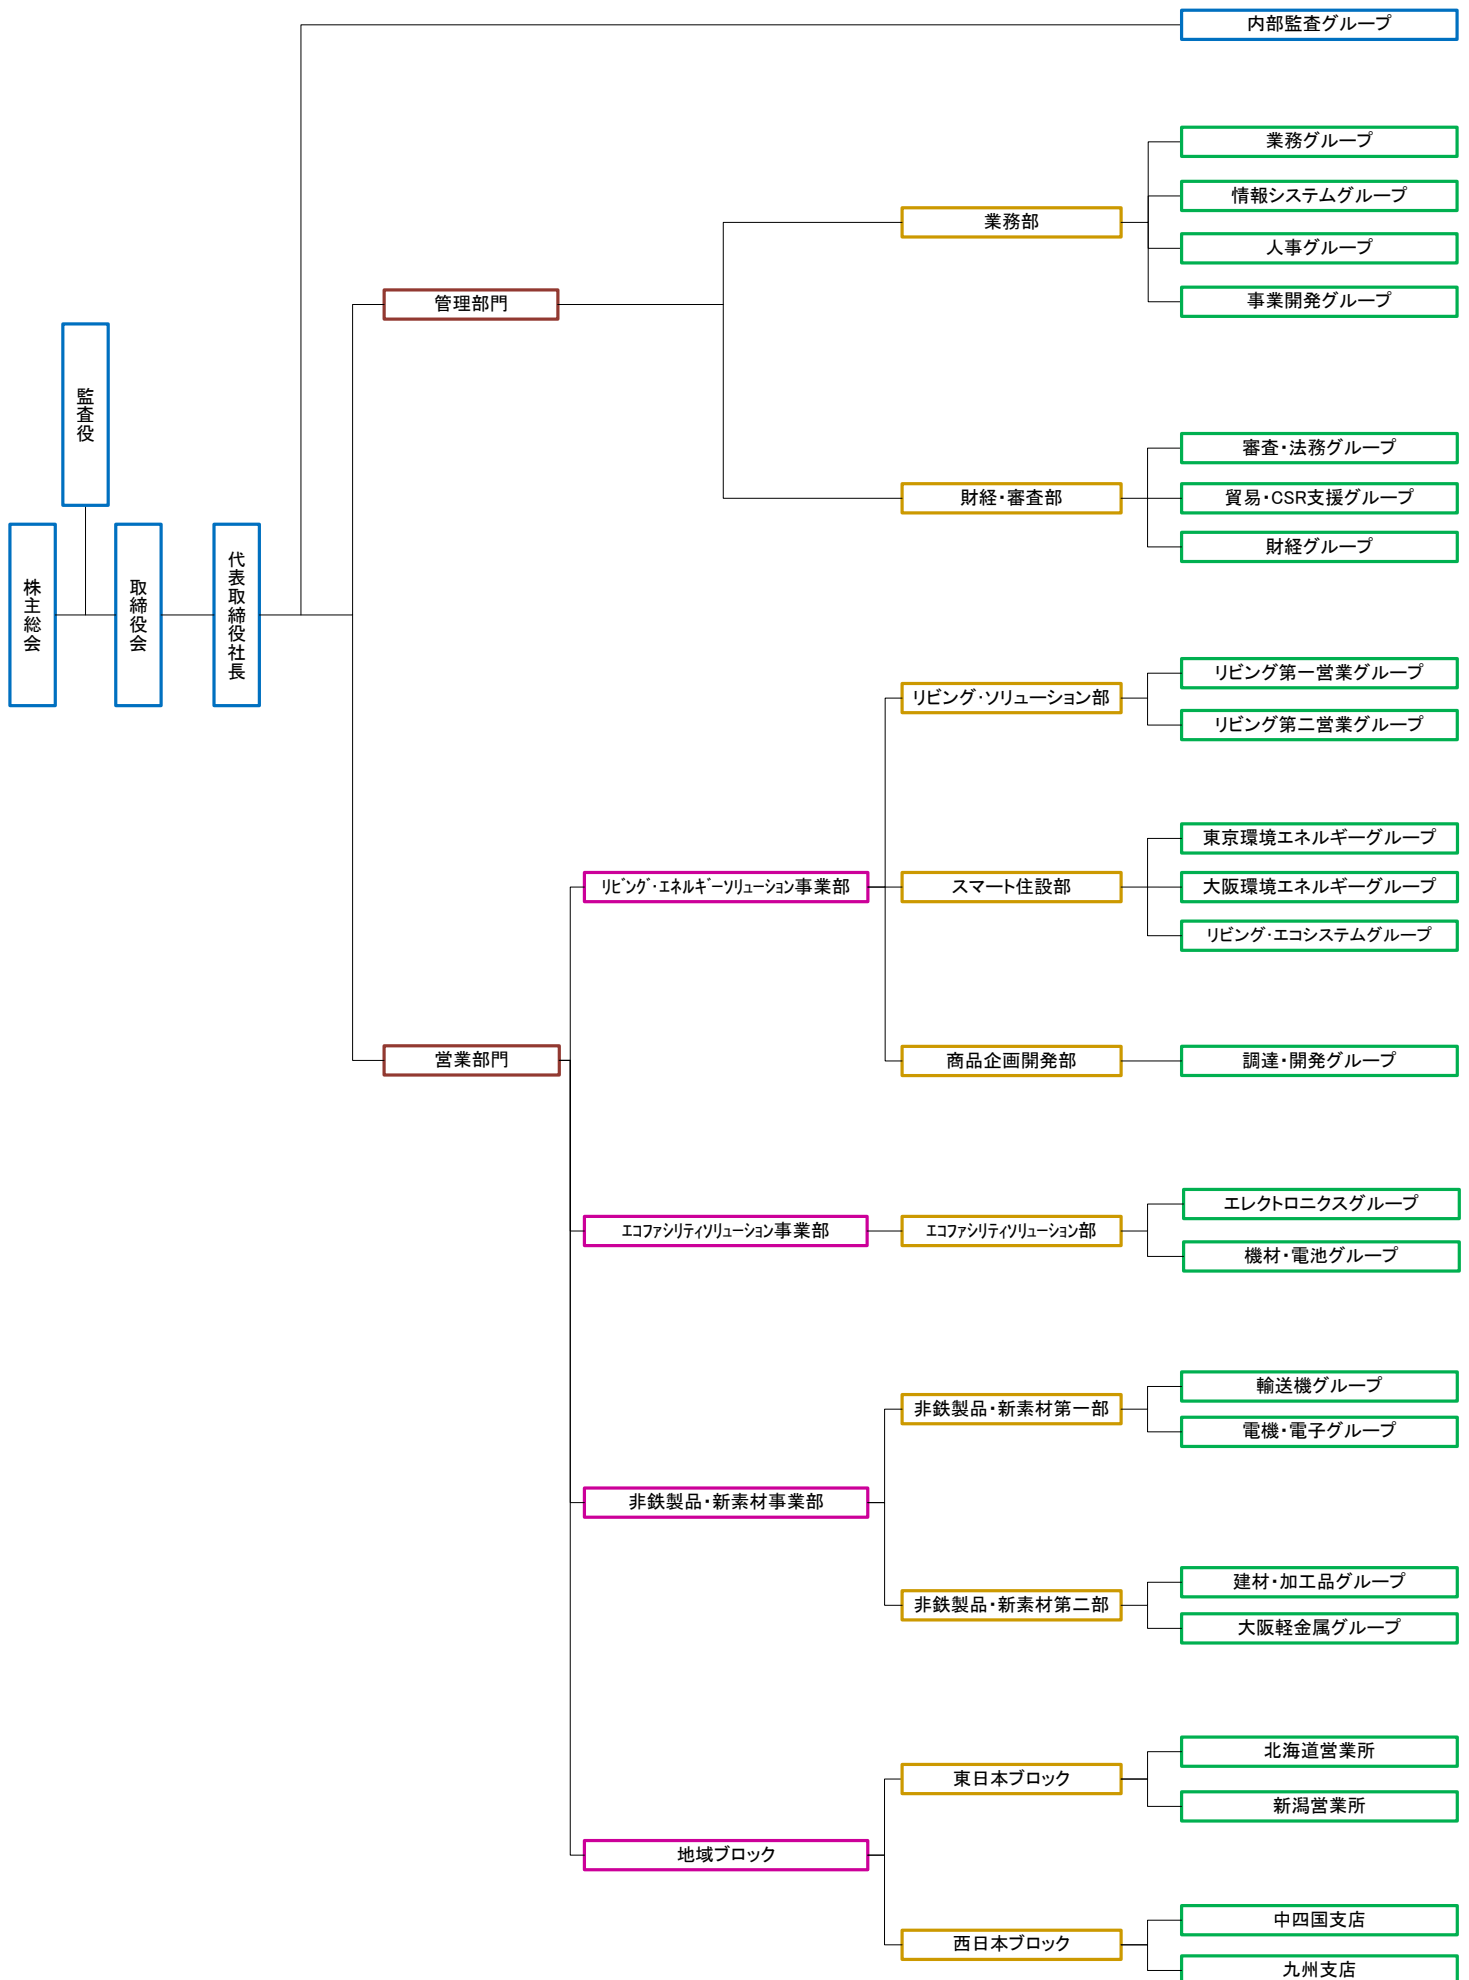 内部監査グループ
業務グループ
情報システムグループ
業務部
人事グループ
管理部門
事業開発グループ
監査役
審査・法務グループ
財経・審査部
貿易・CSR支援グループ
財経グループ
株主総会
取締役会
代表取締役社長
リビング第一営業グループ
リビング・ソリューション部
リビング第二営業グループ
東京環境エネルギーグループ
ﾘﾋﾞﾝｸﾞ・ｴﾈﾙｷﾞｰｿﾘｭｰｼｮﾝ事業部
スマート住設部
大阪環境エネルギーグループ
リビング・エコシステムグループ
営業部門
商品企画開発部
調達・開発グループ
エレクトロニクスグループ
ｴｺﾌｧｼﾘﾃｨｿﾘｭｰｼｮﾝ事業部
ｴｺﾌｧｼﾘﾃｨｿﾘｭｰｼｮﾝ部
機材・電池グループ
輸送機グループ
非鉄製品・新素材第一部
電機・電子グループ
非鉄製品・新素材事業部
建材・加工品グループ
非鉄製品・新素材第二部
大阪軽金属グループ
北海道営業所
東日本ブロック
新潟営業所
地域ブロック
中四国支店
西日本ブロック
九州支店